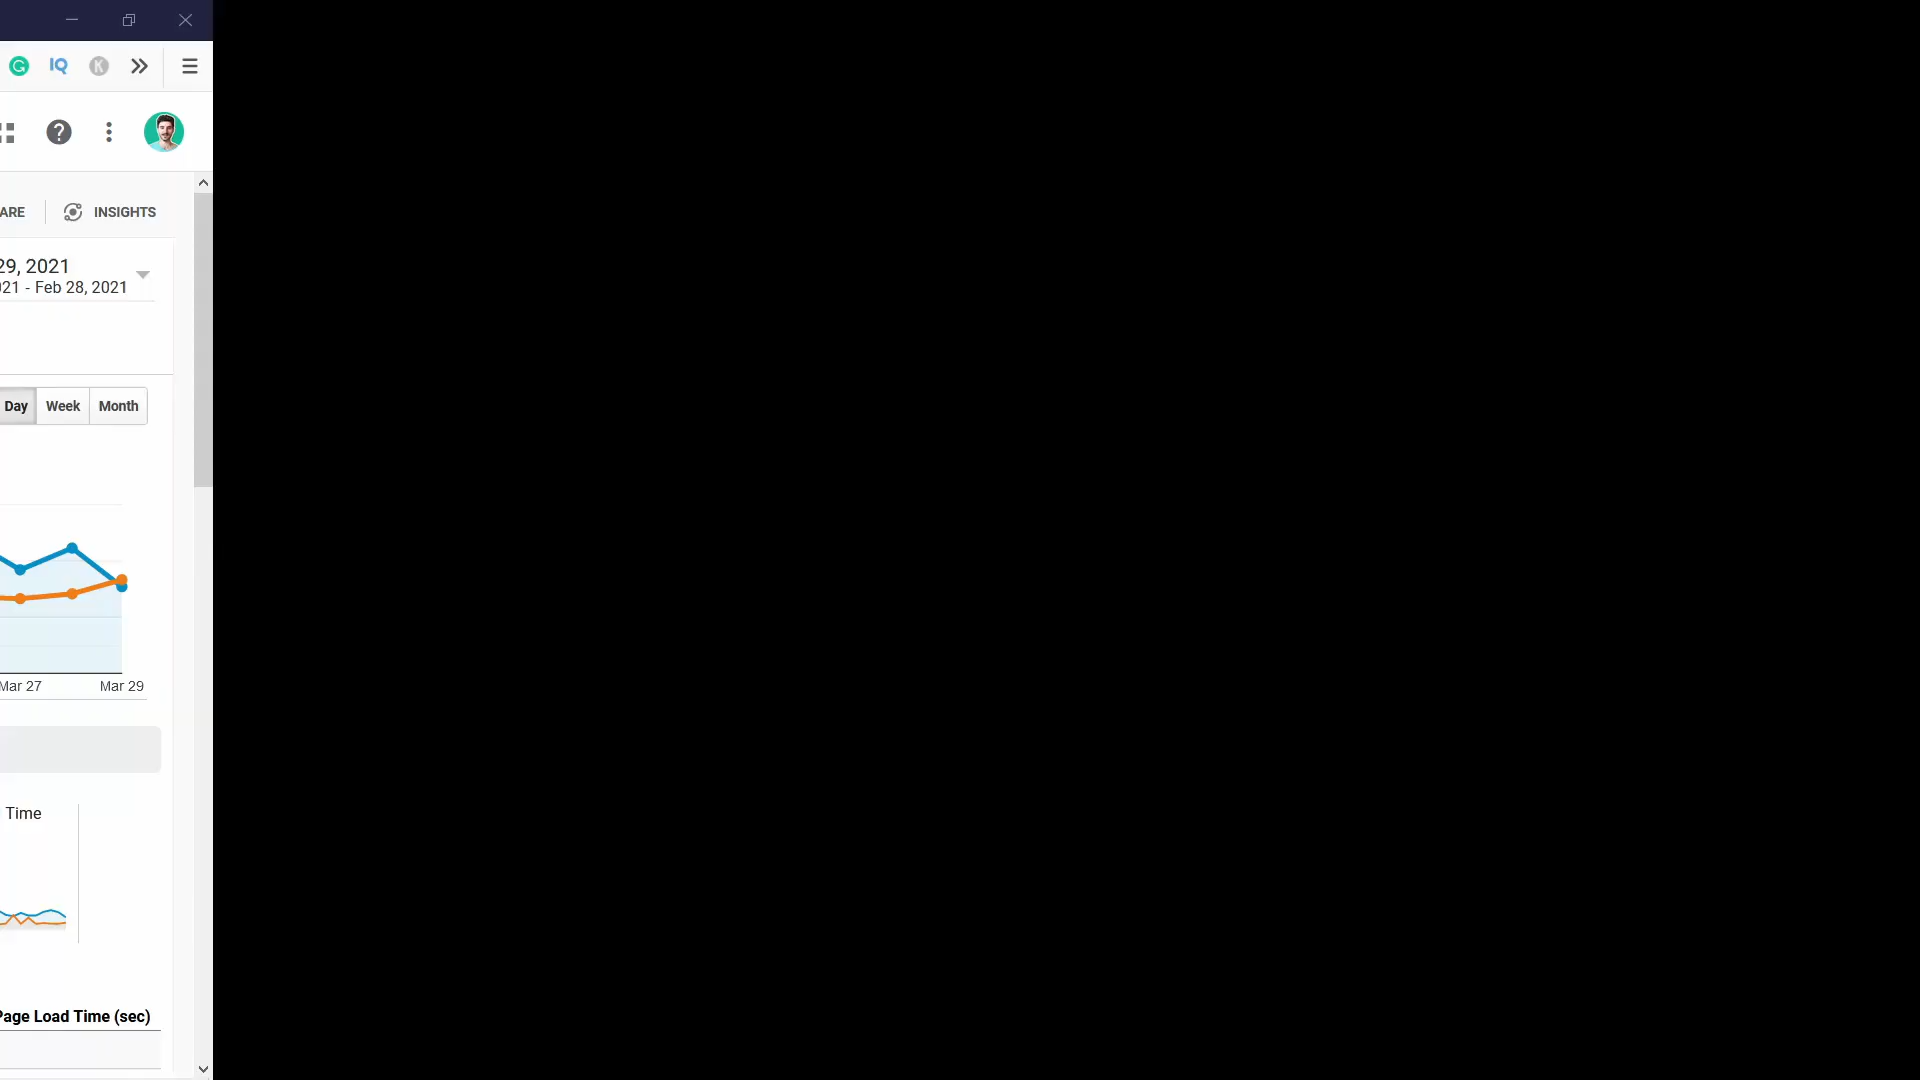 IQ
K
?
ARE
INSIGHTS
29, 2021
021 - Feb 28, 2021
Day Week Month
Mar 27 Mar 29
Time
Page Load Time (sec)